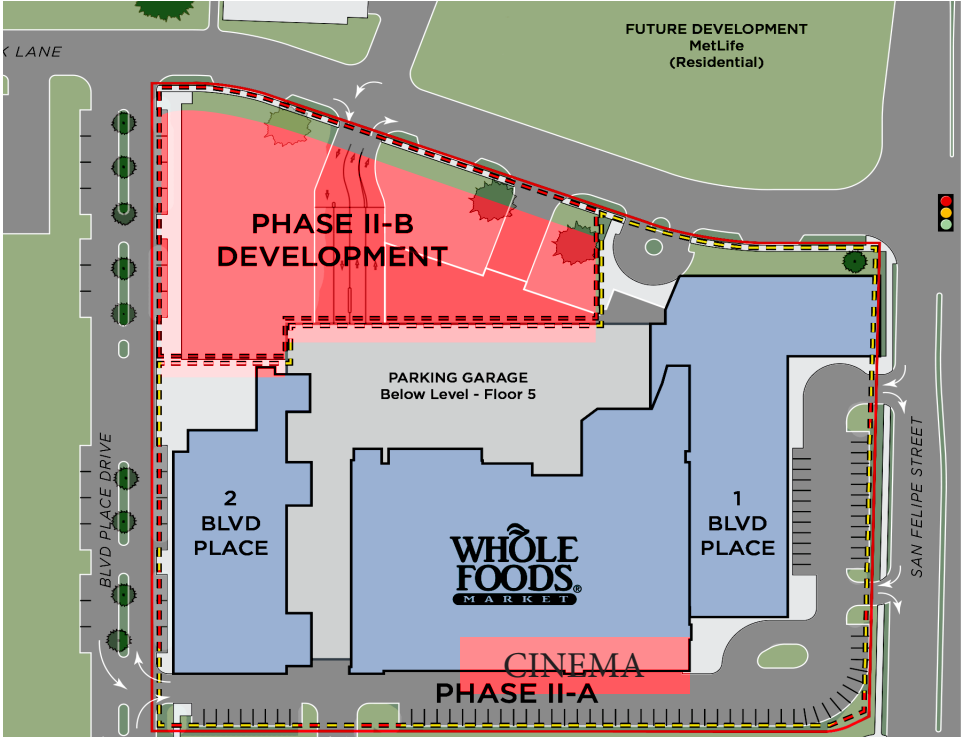 FUTURE DEVELOPMENT
MetLife
(Residential)
K LANE
PHASE II-B
DEVELOPMENT
PARKING GARAGE
Below Level - Floor 5
BLVD PLACE DRIVE
SAN FELIPE STREET
2
BLVD
PLACE
1
BLVD
PLACE
WHOLE
FOODS®
MARKET
CINEMA
PHASE II-A